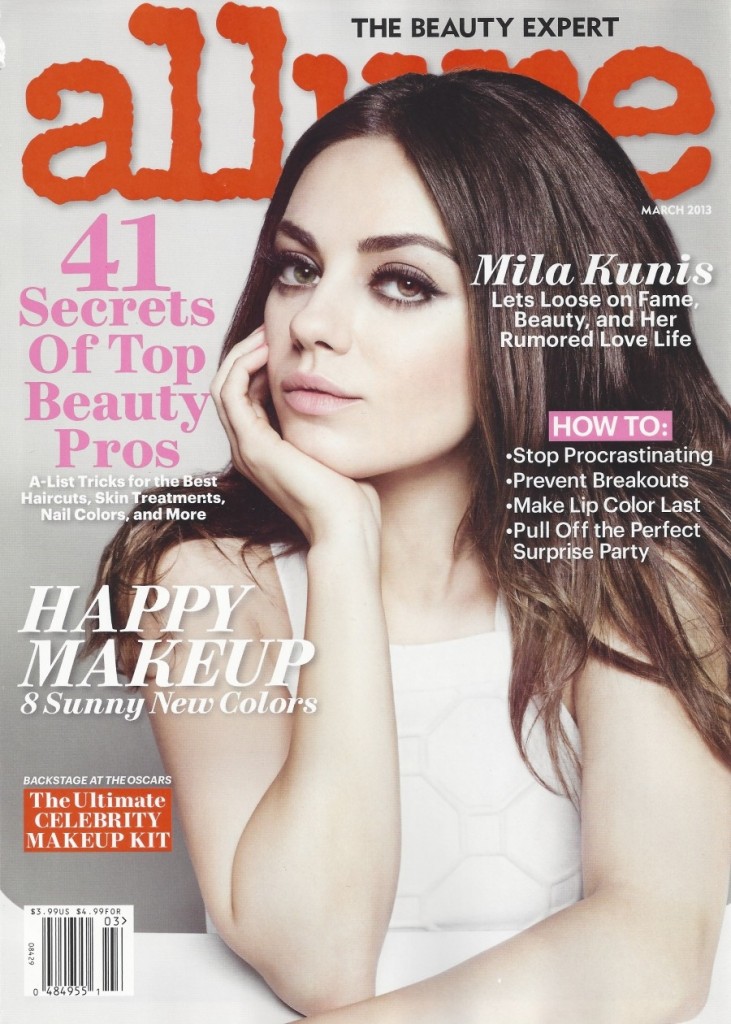 THE BEAUTY EXPERT
allure
MARCH 2013
41
Secrets
Of Top
Beauty
Pros
A-List Tricks for the Best
Haircuts, Skin Treatments,
Nail Colors, and More
Mila Kunis
Lets Loose on Fame,
Beauty, and Her
Rumored Love Life
HOW TO:
•Stop Procrastinating
•Prevent Breakouts
•Make Lip Color Last
•Pull Off the Perfect
Surprise Party
HAPPY
MAKEUP
8 Sunny New Colors
BACKSTAGE AT THE OSCARS
The Ultimate
CELEBRITY
MAKEUP KIT
$3.99US $4.99FOR
03>
08429
0 484955 1